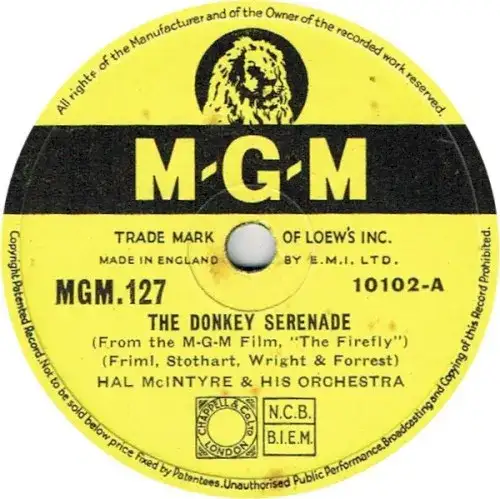 All rights of the Manufacturer and of the Owner of the recorded work reserved.
M-G-M
TRADE MARK OF LOEW'S INC.
MADE IN ENGLAND BY E.M.I. LTD.
MGM.127 10102-A
THE DONKEY SERENADE
(From the M-G-M Film, "The Firefly")
(Friml, Stothart, Wright & Forrest)
HAL McINTYRE & HIS ORCHESTRA
CHAPPELL & Co Ltd
LONDON
N.C.B.
B.I.E.M.
Copyright Patented Record. Not to be sold below price fixed by Patentees. Unauthorised Public Performance, Broadcasting and Copying of this Record Prohibited.